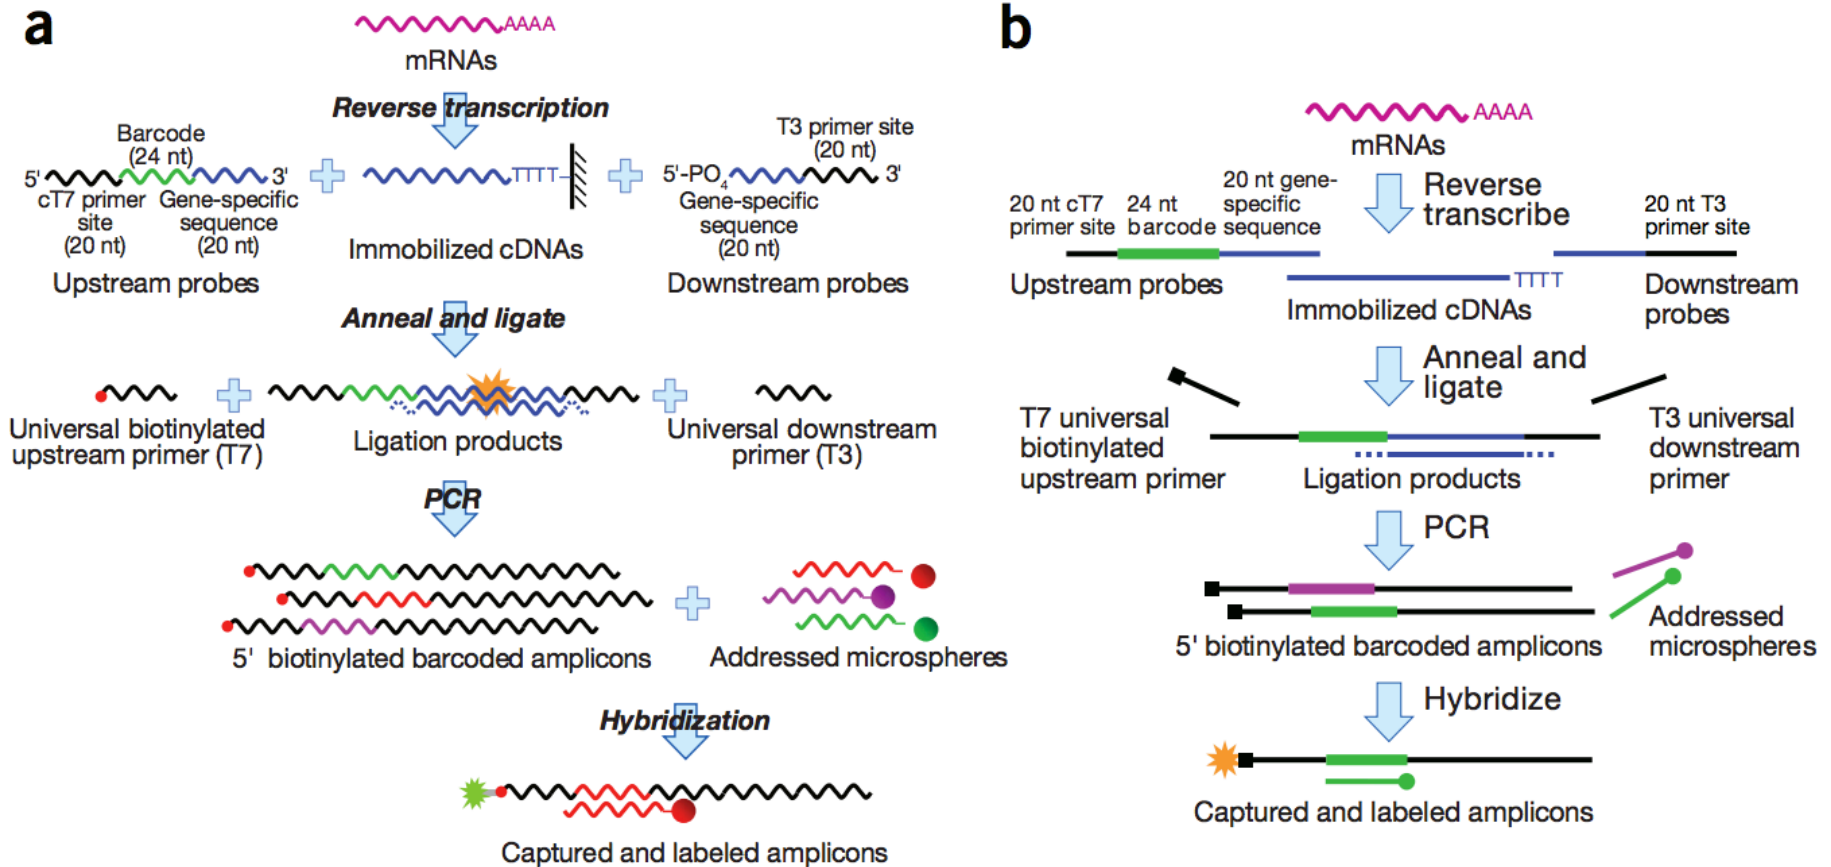 a
AAAA
mRNAs
Reverse transcription
Barcode
(24 nt)
5'
3'
cT7 primer
site
(20 nt)
Gene-specific
sequence
(20 nt)
Upstream probes
TTTT
Immobilized cDNAs
T3 primer site
(20 nt)
5'-PO4
3'
Gene-specific
sequence
(20 nt)
Downstream probes
Anneal and ligate
Universal biotinylated
upstream primer (T7)
Ligation products
Universal downstream
primer (T3)
PCR
5' biotinylated barcoded amplicons
Addressed microspheres
Hybridization
Captured and labeled amplicons
b
AAAA
mRNAs
Reverse
transcribe
20 nt cT7
primer site
24 nt
barcode
20 nt gene-
specific
sequence
20 nt T3
primer site
Upstream probes
TTTT
Immobilized cDNAs
Downstream
probes
Anneal and
ligate
T7 universal
biotinylated
upstream primer
Ligation products
T3 universal
downstream
primer
PCR
5' biotinylated barcoded amplicons
Addressed
microspheres
Hybridize
Captured and labeled amplicons